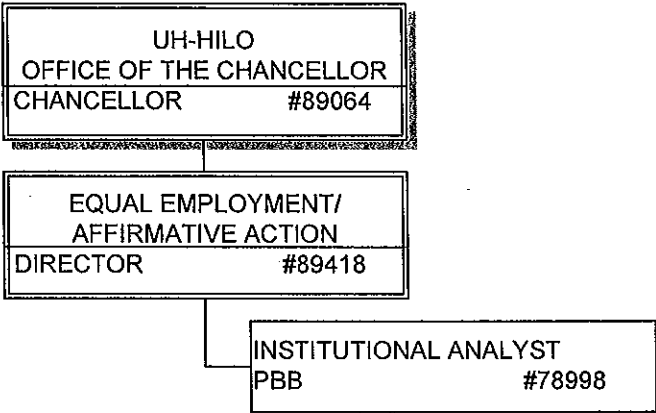 UH-HILO
OFFICE OF THE CHANCELLOR
CHANCELLOR #89064
EQUAL EMPLOYMENT/
AFFIRMATIVE ACTION
DIRECTOR #89418
INSTITUTIONAL ANALYST
PBB #78998